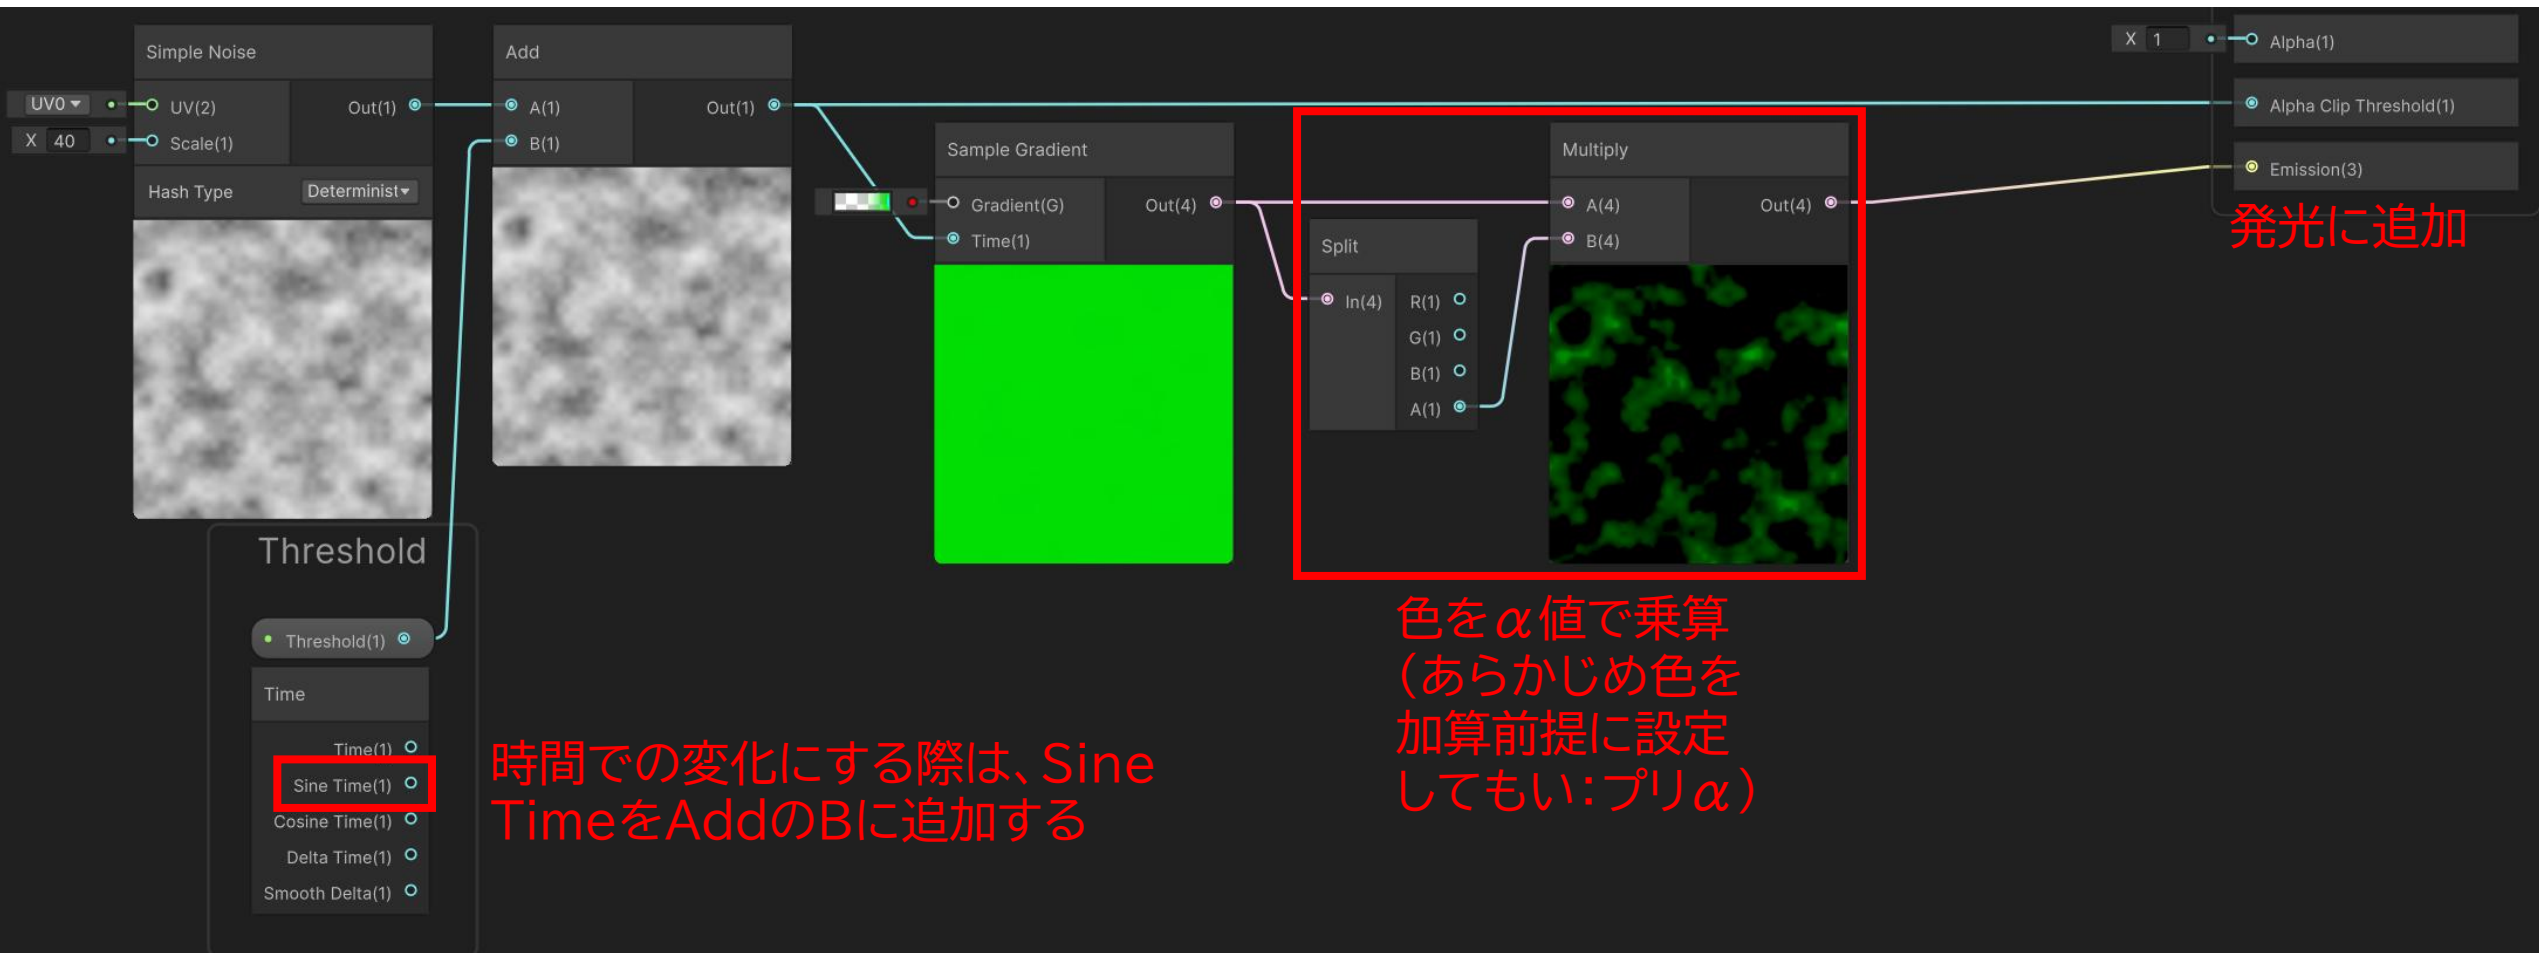 Simple Noise
UV0
UV(2)
Out(1)
X 40
Scale(1)
Hash Type
Determinist
Add
A(1)
Out(1)
B(1)
Sample Gradient
Gradient(G)
Out(4)
Time(1)
Split
In(4)
R(1)
G(1)
B(1)
A(1)
Multiply
A(4)
Out(4)
B(4)
X 1
Alpha(1)
Alpha Clip Threshold(1)
Emission(3)
発光に追加
Threshold
Threshold(1)
Time
Time(1)
Sine Time(1)
Cosine Time(1)
Delta Time(1)
Smooth Delta(1)
時間での変化にする際は、Sine
TimeをAddのBに追加する
色をα値で乗算
(あらかじめ色を
加算前提に設定
してもい：プリα)